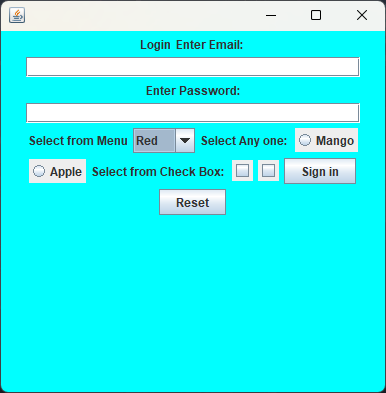 Login Enter Email:
Enter Password:
Select from Menu Red Select Any one: Mango
Apple Select from Check Box: Sign in
Reset